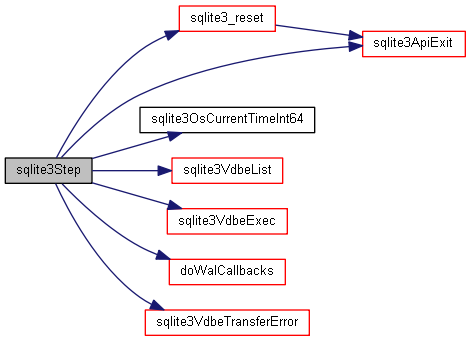 sqlite3_reset
sqlite3ApiExit
sqlite3OsCurrentTimeInt64
sqlite3Step
sqlite3VdbeList
sqlite3VdbeExec
doWalCallbacks
sqlite3VdbeTransferError